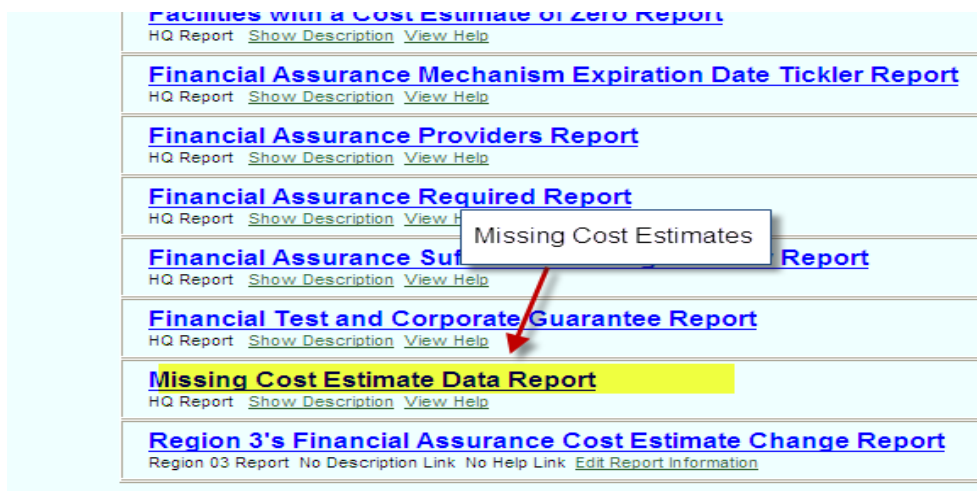 Facilities with a Cost Estimate of Zero Report
HQ Report Show Description View Help
Financial Assurance Mechanism Expiration Date Tickler Report
HQ Report Show Description View Help
Financial Assurance Providers Report
HQ Report Show Description View Help
Financial Assurance Required Report
HQ Report Show Description View
Missing Cost Estimates
Financial Assurance Report
HQ Report Show Description View Help
Financial Test and Corporate Guarantee Report
HQ Report Show Description View Help
Missing Cost Estimate Data Report
HQ Report Show Description View Help
Region 3's Financial Assurance Cost Estimate Change Report
Region 03 Report No Description Link No Help Link Edit Report Information